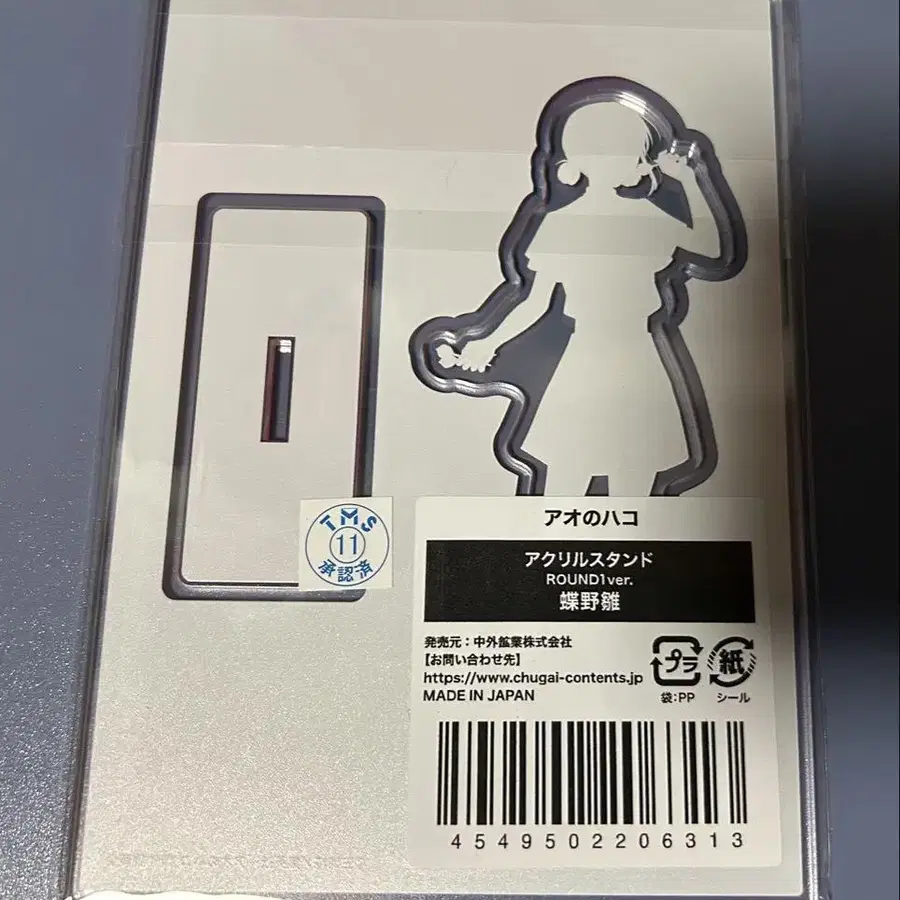 TMS
11
承認済
アオのハコ
アクリルスタンド
ROUND1ver.
蝶野雛
発売元:中外鉱業株式会社
【お問い合わせ先】
https://www.chugai-contents.jp
MADE IN JAPAN
プラ
紙
袋:PP
シール
4549502206313